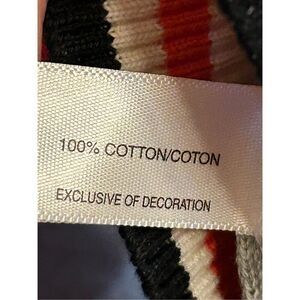 100% COTTON/COTON
EXCLUSIVE OF DECORATION